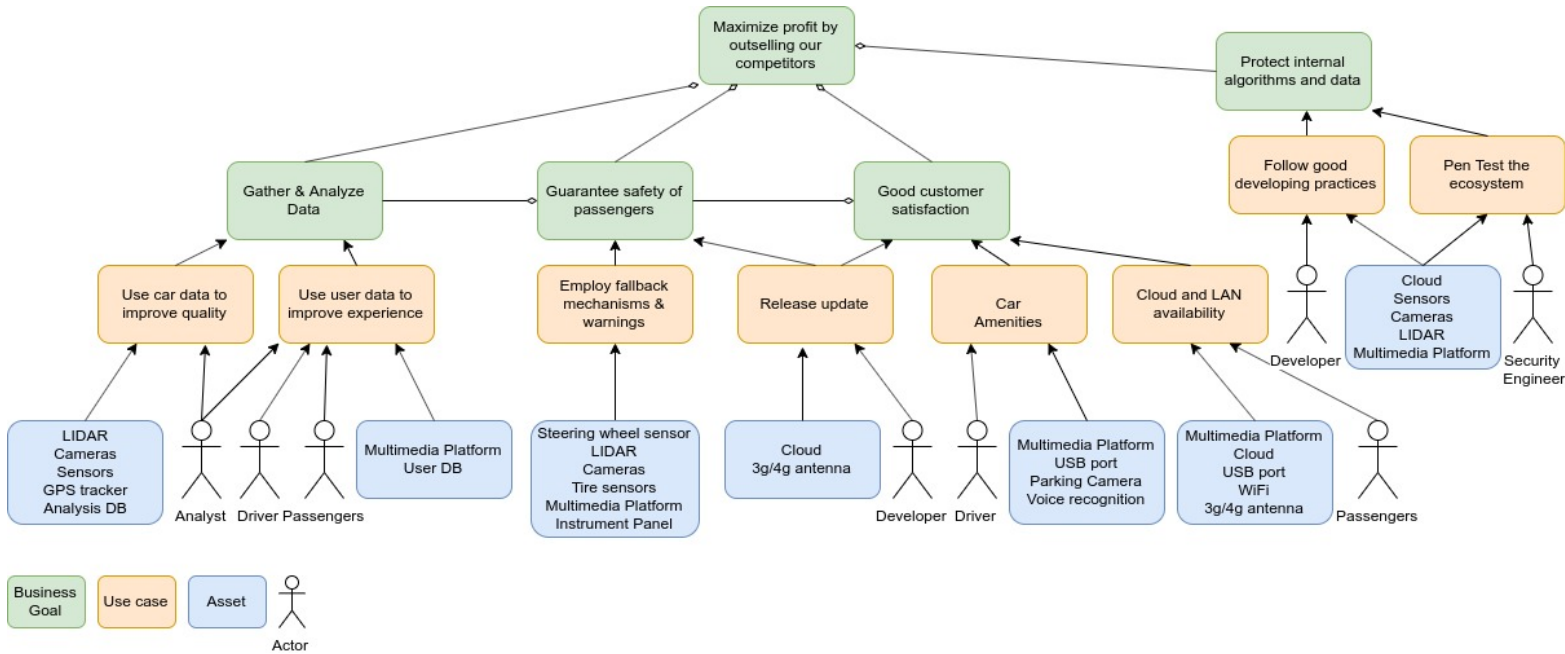 Maximize profit by
outselling our
competitors
Protect internal
algorithms and data
Follow good
developing practices
Pen Test the
ecosystem
Gather & Analyze
Data
Guarantee safety of
passengers
Good customer
satisfaction
Use car data to
improve quality
Use user data to
improve experience
Employ fallback
mechanisms &
warnings
Release update
Car
Amenities
Cloud and LAN
availability
Developer
Cloud
Sensors
Cameras
LIDAR
Multimedia Platform
Security
Engineer
LIDAR
Cameras
Sensors
GPS tracker
Analysis DB
Analyst
Driver
Passengers
Multimedia Platform
User DB
Steering wheel sensor
LIDAR
Cameras
Tire sensors
Multimedia Platform
Instrument Panel
Cloud
3g/4g antenna
Developer
Driver
Multimedia Platform
USB port
Parking Camera
Voice recognition
Multimedia Platform
Cloud
USB port
WiFi
3g/4g antenna
Passengers
Business
Goal
Use case
Asset
Actor